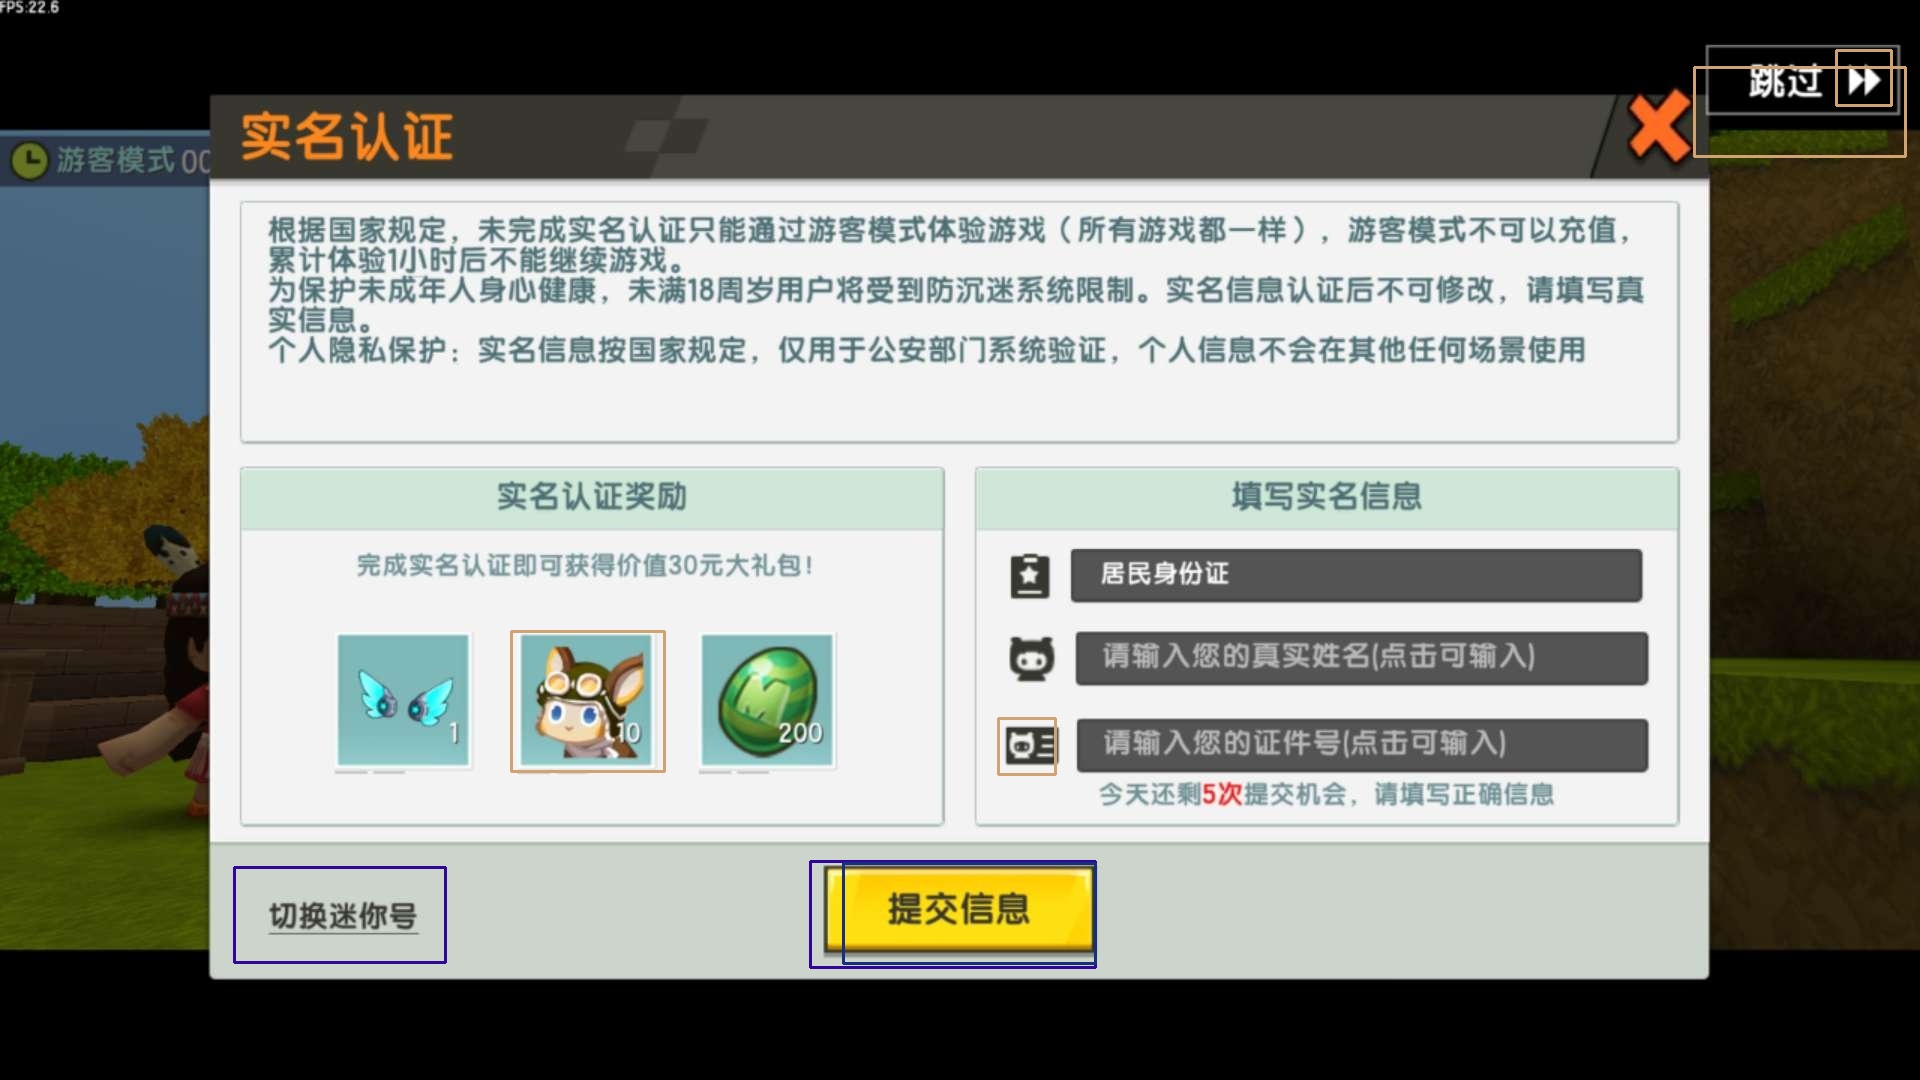 FPS:22.6
跳过
实名认证
游客模式00
根据国家规定，未完成实名认证只能通过游客模式体验游戏（所有游戏都一样），游客模式不可以充值，
累计体验1小时后不能继续游戏。
为保护未成年人身心健康，未满18周岁用户将受到防沉迷系统限制。实名信息认证后不可修改，请填写真
实信息。
个人隐私保护：实名信息按国家规定，仅用于公安部门系统验证，个人信息不会在其他任何场景使用
实名认证奖励
完成实名认证即可获得价值30元大礼包！
1
10
200
填写实名信息
居民身份证
请输入您的真实姓名(点击可输入)
请输入您的证件号(点击可输入)
今天还剩5次提交机会，请填写正确信息
切换迷你号
提交信息